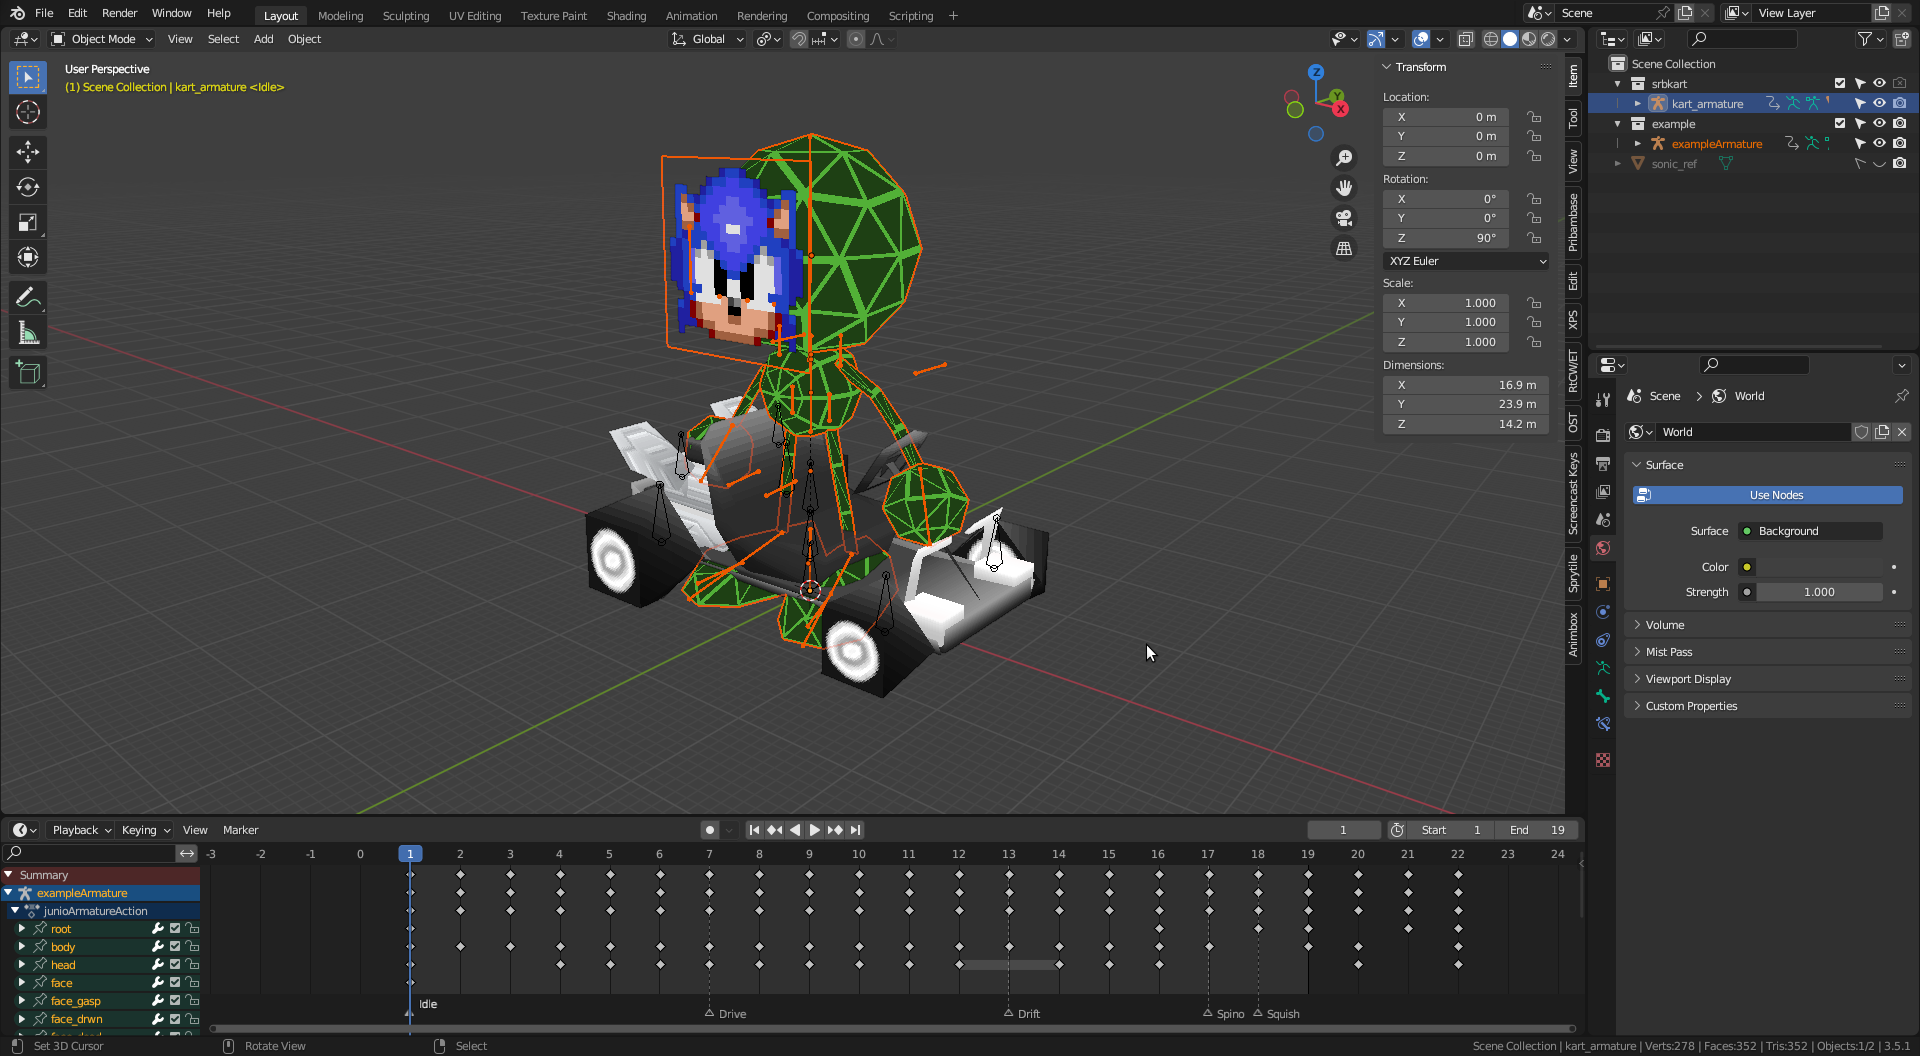 File Edit Render Window Help Layout Modeling Sculpting UV Editing Texture Paint Shading Animation Rendering Compositing Scripting + Scene View Layer
Object Mode View Select Add Object Global
User Perspective
(1) Scene Collection | kart_armature <Idle>
Z
Y
X
Transform
Location:
X 0 m
Y 0 m
Z 0 m
Rotation:
X 0°
Y 0°
Z 90°
XYZ Euler
Scale:
X 1.000
Y 1.000
Z 1.000
Dimensions:
X 16.9 m
Y 23.9 m
Z 14.2 m
Item
Tool
View
Pribambase
Edit
XPS
RtCW/ET
OST
Screencast Keys
Sprytile
Animbox
Scene Collection
srbkart
kart_armature
example
exampleArmature
sonic_ref
Scene > World
World
Surface
Use Nodes
Surface Background
Color
Strength 1.000
Volume
Mist Pass
Viewport Display
Custom Properties
Playback Keying View Marker 1 Start 1 End 19
-3 -2 -1 0 1 2 3 4 5 6 7 8 9 10 11 12 13 14 15 16 17 18 19 20 21 22 23 24
Summary
exampleArmature
junioArmatureAction
root
body
head
face
face_gasp
face_drwn
Idle
Drive Drift Spino Squish
Set 3D Cursor Rotate View Select Scene Collection | kart_armature | Verts:278 | Faces:352 | Tris:352 | Objects:1/2 | 3.5.1